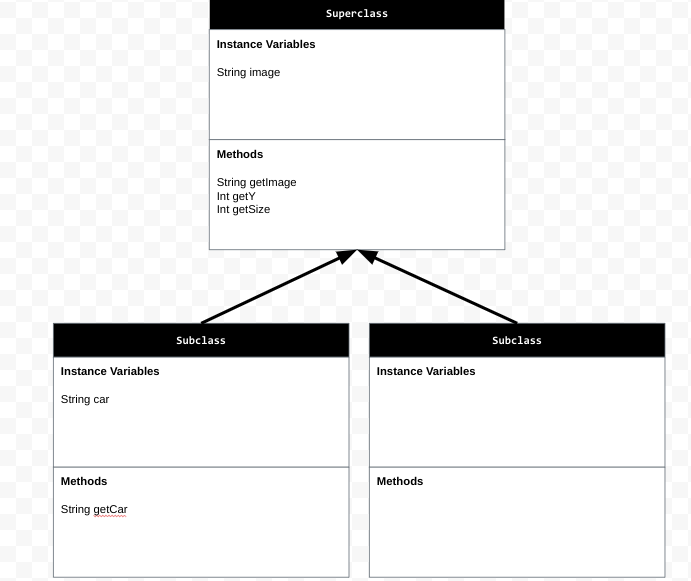 Superclass
Instance Variables
String image
Methods
String getImage
Int getY
Int getSize
Subclass
Instance Variables
String car
Methods
String getCar
Subclass
Instance Variables
Methods